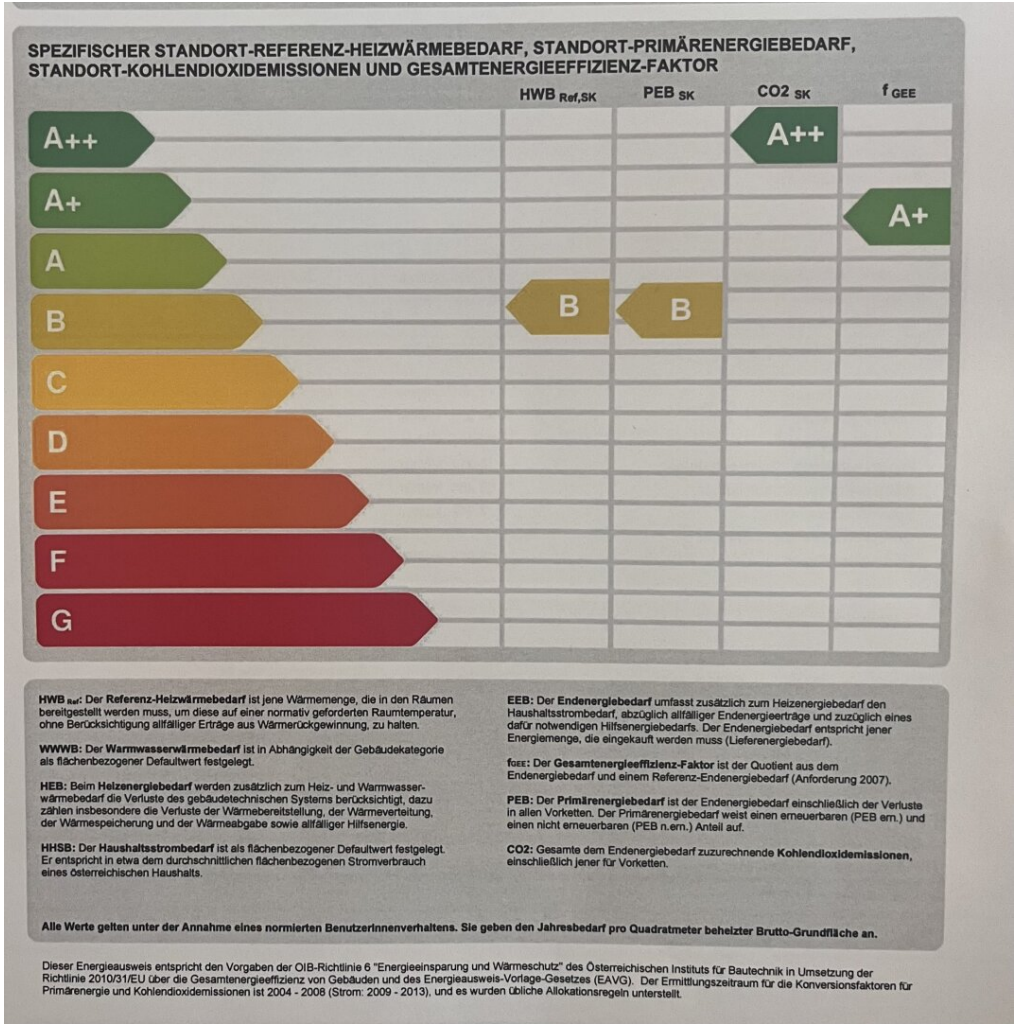 SPEZIFISCHER STANDORT-REFERENZ-HEIZWÄRMEBEDARF, STANDORT-PRIMÄRENERGIEBEDARF,
STANDORT-KOHLENDIOXIDEMISSIONEN UND GESAMTENERGIEEFFIZIENZ-FAKTOR
HWB Ref,SK PEB SK CO2 SK f GEE
A++ A++
A+ A+
A
B B B
C
D
E
F
G
HWB Ref: Der Referenz-Heizwärmebedarf ist jene Wärmemenge, die in den Räumen
bereitgestellt werden muss, um diese auf einer normativ geforderten Raumtemperatur,
ohne Berücksichtigung allfälliger Erträge aus Wärmerückgewinnung, zu halten.
WWWB: Der Warmwasserwärmebedarf ist in Abhängigkeit der Gebäudekategorie
als flächenbezogener Defaultwert festgelegt.
HEB: Beim Heizenergiebedarf werden zusätzlich zum Heiz- und Warmwasser-
wärmebedarf die Verluste des gebäudetechnischen Systems berücksichtigt, dazu
zählen insbesondere die Verluste der Wärmebereitstellung, der Wärmeverteilung,
der Wärmespeicherung und der Wärmeabgabe sowie allfälliger Hilfsenergie.
HHSB: Der Haushaltsstrombedarf ist als flächenbezogener Defaultwert festgelegt.
Er entspricht in etwa dem durchschnittlichen flächenbezogenen Stromverbrauch
eines österreichischen Haushalts.
EEB: Der Endenergiebedarf umfasst zusätzlich zum Heizenergiebedarf den
Haushaltsstrombedarf, abzüglich allfälliger Endenergieerträge und zuzüglich eines
dafür notwendigen Hilfsenergiebedarfs. Der Endenergiebedarf entspricht jener
Energiemenge, die eingekauft werden muss (Lieferenergiebedarf).
fGEE: Der Gesamtenergieeffizienz-Faktor ist der Quotient aus dem
Endenergiebedarf und einem Referenz-Endenergiebedarf (Anforderung 2007).
PEB: Der Primärenergiebedarf ist der Endenergiebedarf einschließlich der Verluste
in allen Vorketten. Der Primärenergiebedarf weist einen erneuerbaren (PEB ern.) und
einen nicht erneuerbaren (PEB n.ern.) Anteil auf.
CO2: Gesamte dem Endenergiebedarf zuzurechnende Kohlendioxidemissionen,
einschließlich jener für Vorketten.
Alle Werte gelten unter der Annahme eines normierten BenutzerInnenverhaltens. Sie geben den Jahresbedarf pro Quadratmeter beheizter Brutto-Grundfläche an.
Dieser Energieausweis entspricht den Vorgaben der OIB-Richtlinie 6 "Energieeinsparung und Wärmeschutz" des Österreichischen Instituts für Bautechnik in Umsetzung der
Richtlinie 2010/31/EU über die Gesamtenergieeffizienz von Gebäuden und des Energieausweis-Vorlage-Gesetzes (EAVG). Der Ermittlungszeitraum für die Konversionsfaktoren für
Primärenergie und Kohlendioxidemissionen ist 2004 - 2008 (Strom: 2009 - 2013), und es wurden übliche Allokationsregeln unterstellt.